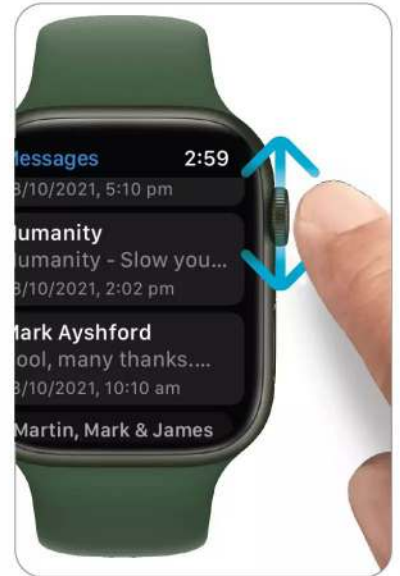 Messages
2:59
8/10/2021, 5:10 pm
Humanity
Humanity - Slow you...
8/10/2021, 2:02 pm
Mark Ayshford
Cool, many thanks....
8/10/2021, 10:10 am
Martin, Mark & James